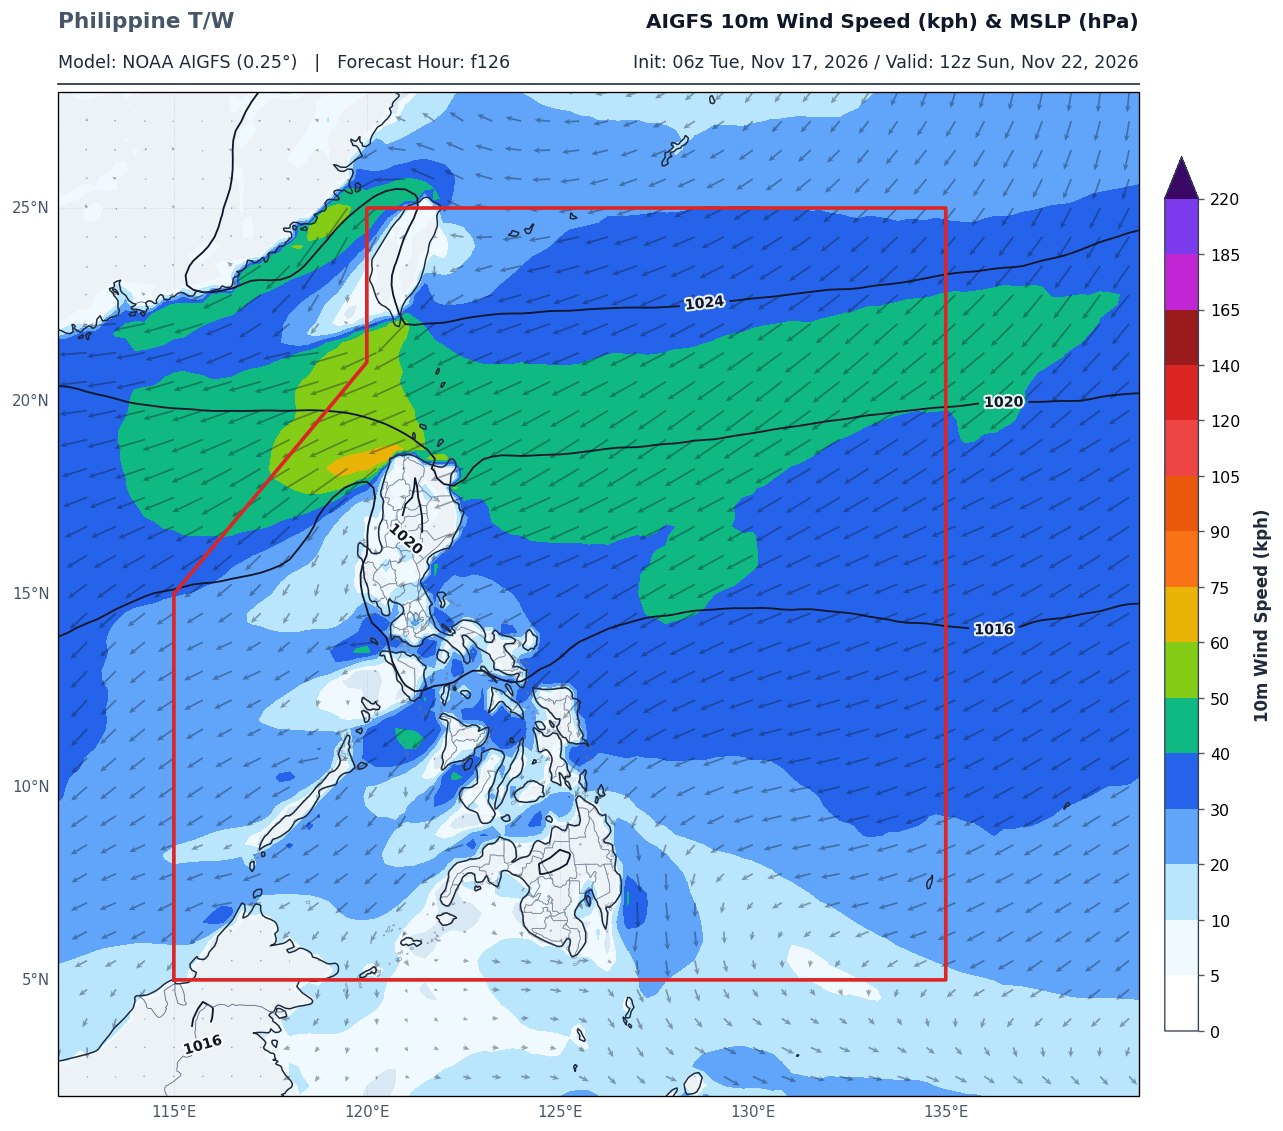 Philippine T/W
AIGFS 10m Wind Speed (kph) & MSLP (hPa)
Model: NOAA AIGFS (0.25°)   |   Forecast Hour: f126
Init: 06z Tue, Nov 17, 2026 / Valid: 12z Sun, Nov 22, 2026
25°N
20°N
15°N
10°N
5°N
1024
1020
1020
1016
1016
115°E
120°E
125°E
130°E
135°E
220
185
165
140
120
105
90
75
60
50
40
30
20
10
5
0
10m Wind Speed (kph)